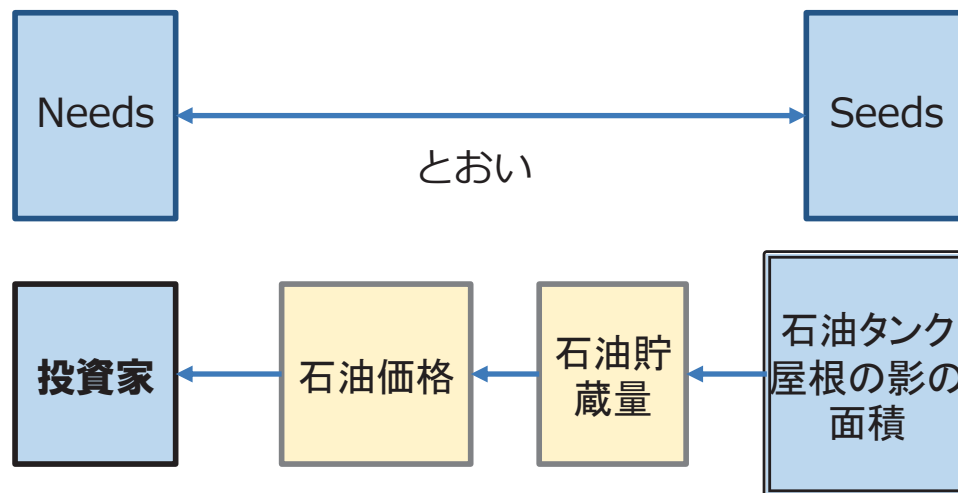 Needs
Seeds
とおい
投資家
石油価格
石油貯
蔵量
石油タンク
屋根の影の
面積